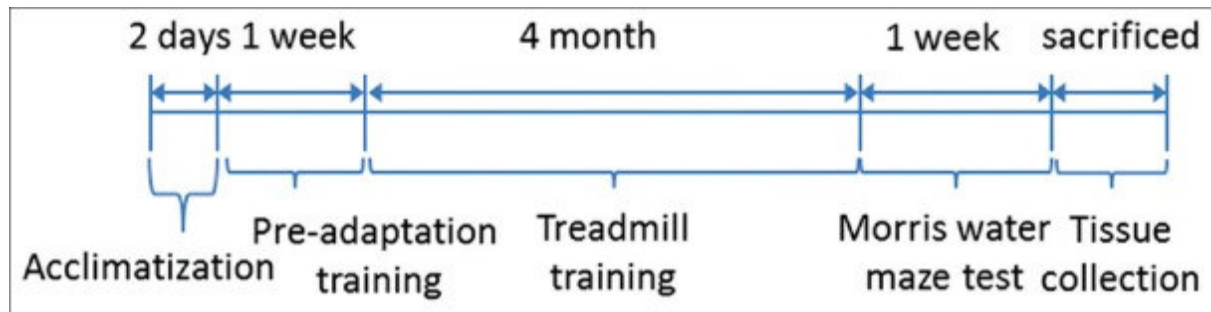 2 days 1 week 4 month 1 week sacrificed
Acclimatization
Pre-adaptation
training
Treadmill
training
Morris water
maze test
Tissue
collection